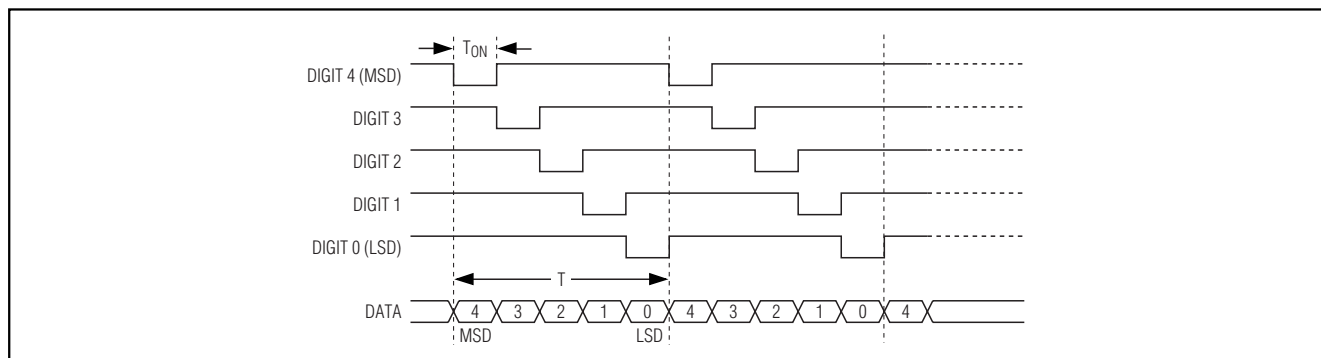 TON
DIGIT 4 (MSD)
DIGIT 3
DIGIT 2
DIGIT 1
DIGIT 0 (LSD)
T
DATA 4 3 2 1 0 4 3 2 1 0 4
MSD LSD